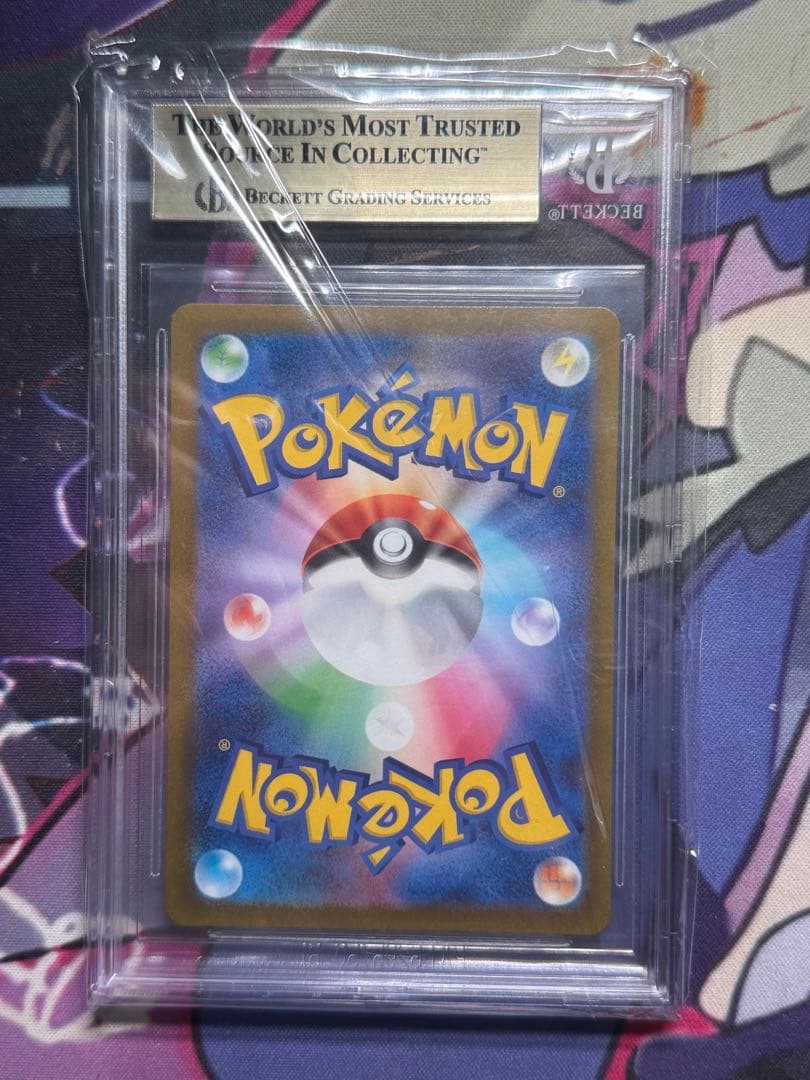 THE WORLD'S MOST TRUSTED
SOURCE IN COLLECTING™
B BECKETT GRADING SERVICES
B
BECKETT®
POKéMON®
POKéMON®